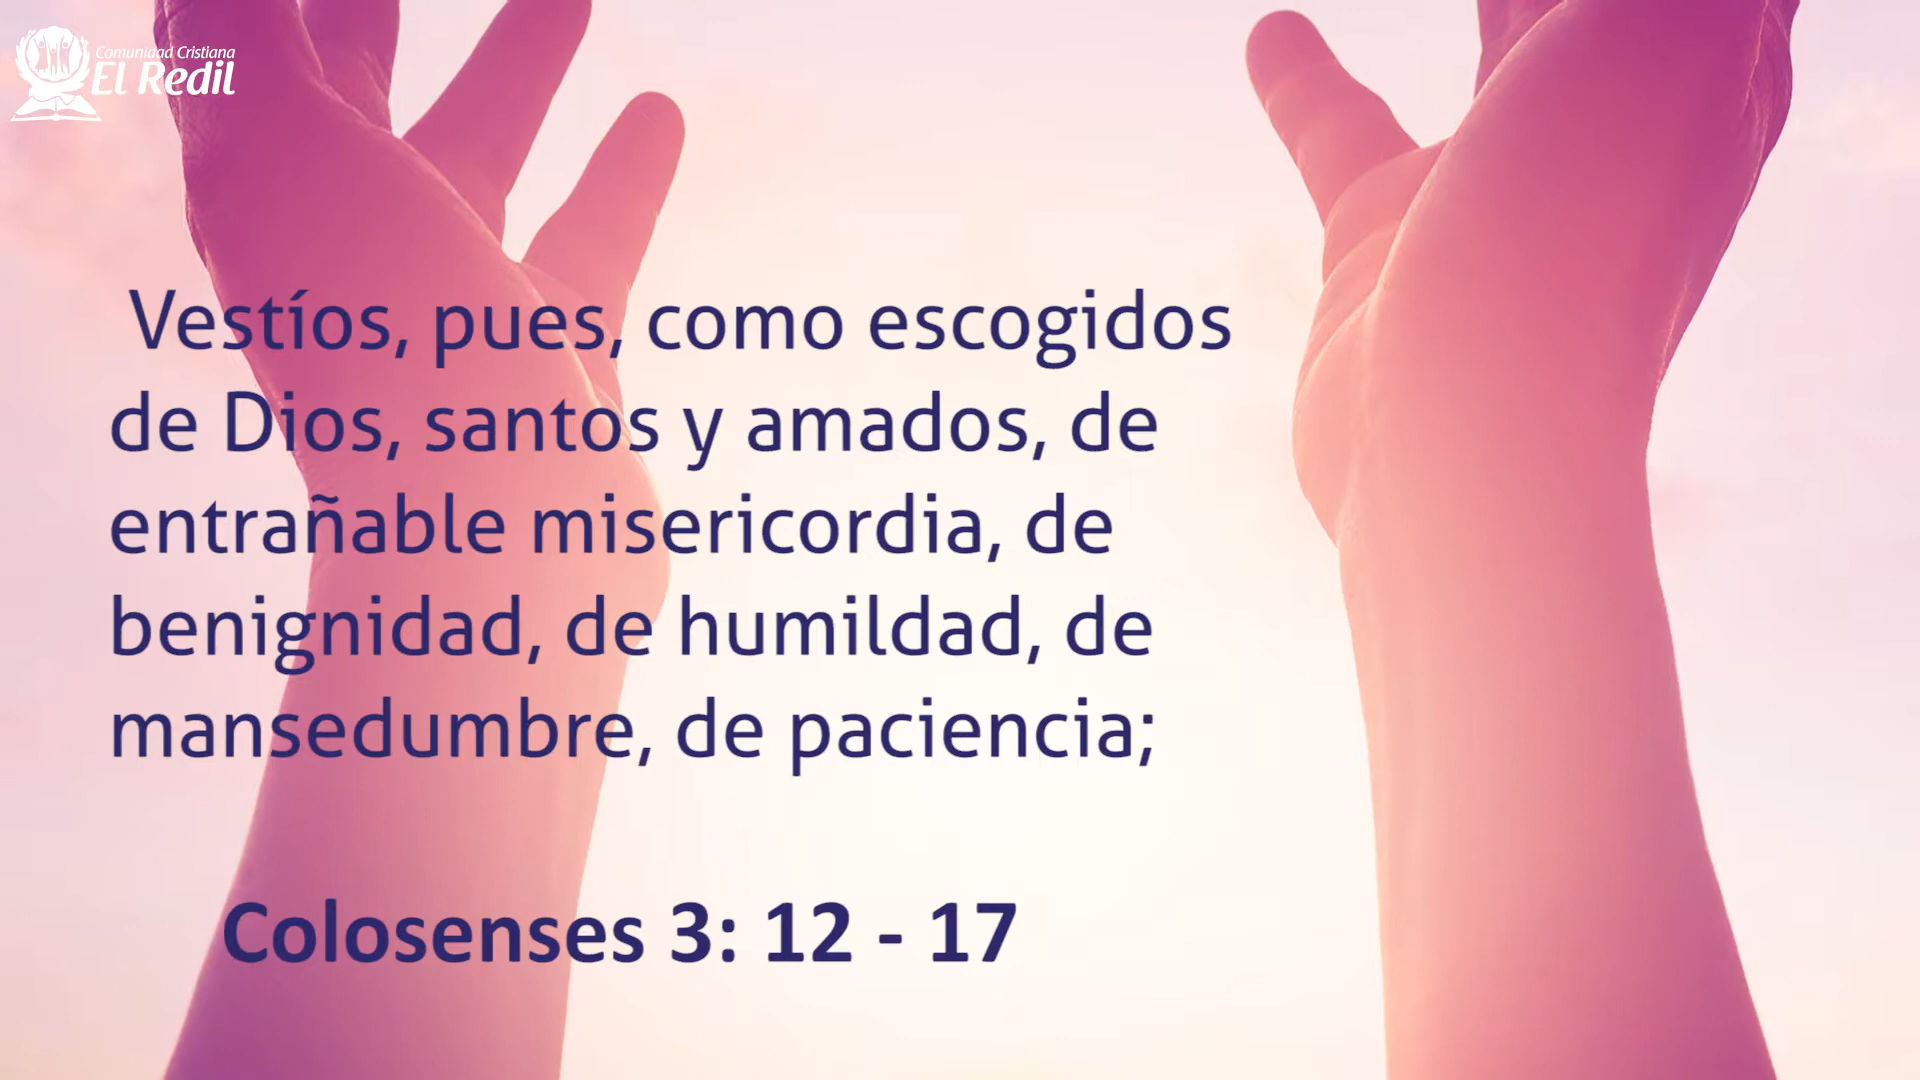 Comunidad Cristiana
El Redil
Vestíos, pues, como escogidos
de Dios, santos y amados, de
entrañable misericordia, de
benignidad, de humildad, de
mansedumbre, de paciencia;
Colosenses 3: 12 - 17